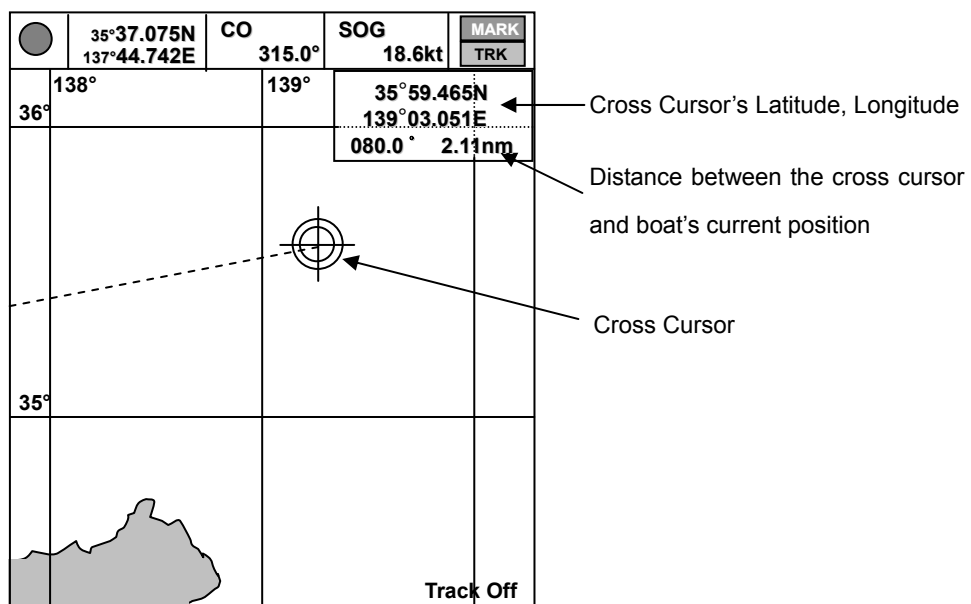 35°37.075N
137°44.742E
CO
315.0°
SOG
18.6kt
MARK
TRK
138°
139°
36°
35°59.465N
139°03.051E
080.0° 2.11nm
Cross Cursor's Latitude, Longitude
Distance between the cross cursor
and boat's current position
Cross Cursor
35°
Track Off